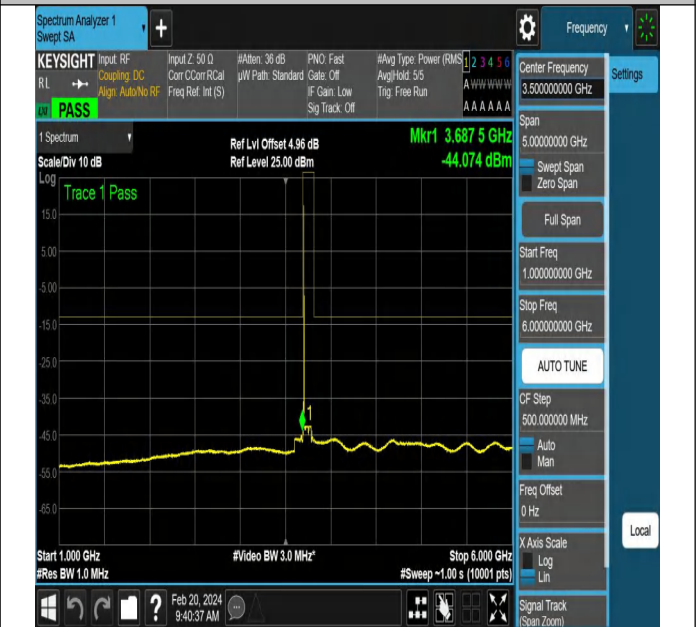 Spectrum Analyzer 1
Swept SA
Frequency
KEYSIGHT
RL
PASS
Input: RF
Coupling: DC
Align: Auto/No RF
Input Z: 50 Ω
Corr CCorr RCal
Freq Ref: Int (S)
#Atten: 36 dB
µW Path: Standard
PNO: Fast
Gate: Off
IF Gain: Low
Sig Track: Off
#Avg Type: Power (RMS
Avg|Hold: 5/5
Trig: Free Run
1 2 3 4 5 6
A W W W W W
A A A A A A
1 Spectrum
Scale/Div 10 dB
Log
Ref Lvl Offset 4.96 dB
Ref Level 25.00 dBm
Mkr1 3.687 5 GHz
-44.074 dBm
Trace 1 Pass
15.0
5.00
-5.00
-15.0
-25.0
-35.0
-45.0
-55.0
-65.0
1
Start 1.000 GHz
#Res BW 1.0 MHz
#Video BW 3.0 MHz*
Stop 6.000 GHz
#Sweep ~1.00 s (10001 pts)
Feb 20, 2024
9:40:37 AM
Center Frequency
3.500000000 GHz
Settings
Span
5.00000000 GHz
Swept Span
Zero Span
Full Span
Start Freq
1.000000000 GHz
Stop Freq
6.000000000 GHz
AUTO TUNE
CF Step
500.000000 MHz
Auto
Man
Freq Offset
0 Hz
X Axis Scale
Log
Lin
Local
Signal Track
(Span Zoom)